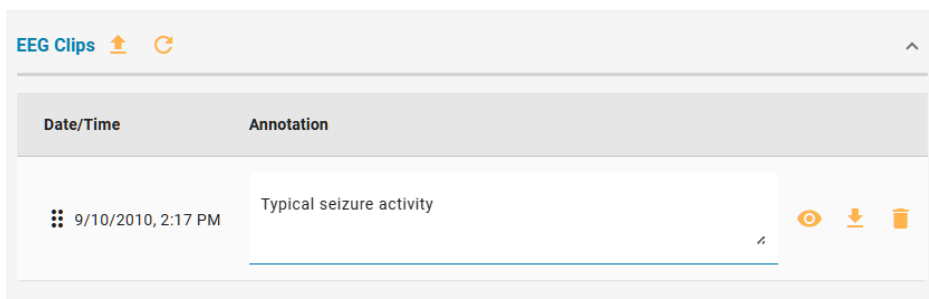 EEG Clips
Date/Time Annotation
9/10/2010, 2:17 PM Typical seizure activity